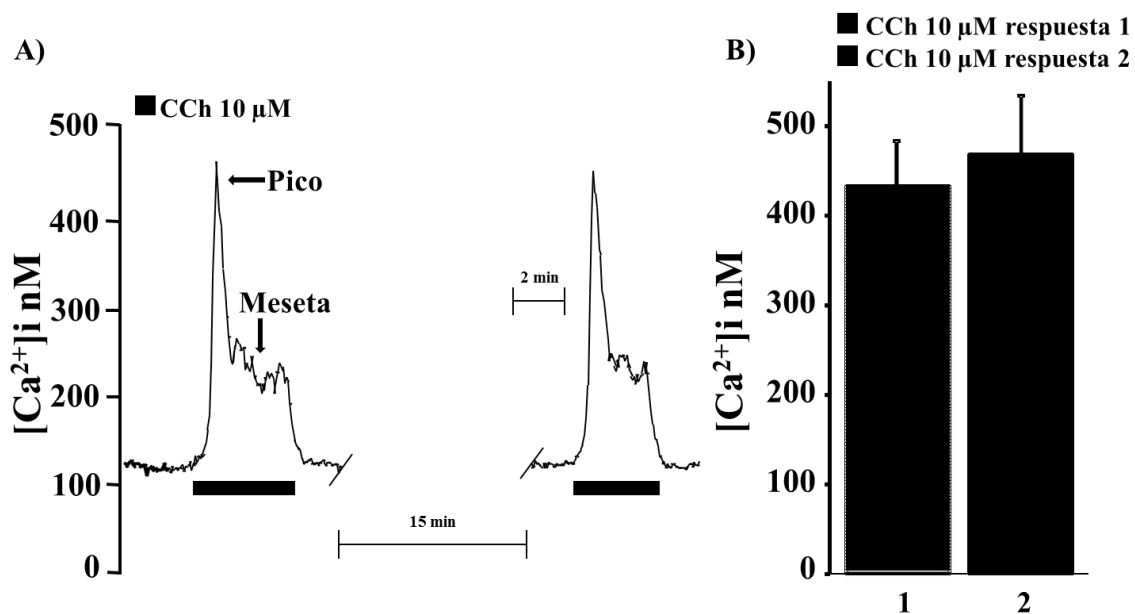 A)
CCh 10 µM
500
400
300
200
100
0
[Ca²⁺]i nM
Pico
Meseta
2 min
15 min
CCh 10 µM respuesta 1
B)
CCh 10 µM respuesta 2
500
400
300
200
100
0
[Ca²⁺]i nM
1
2